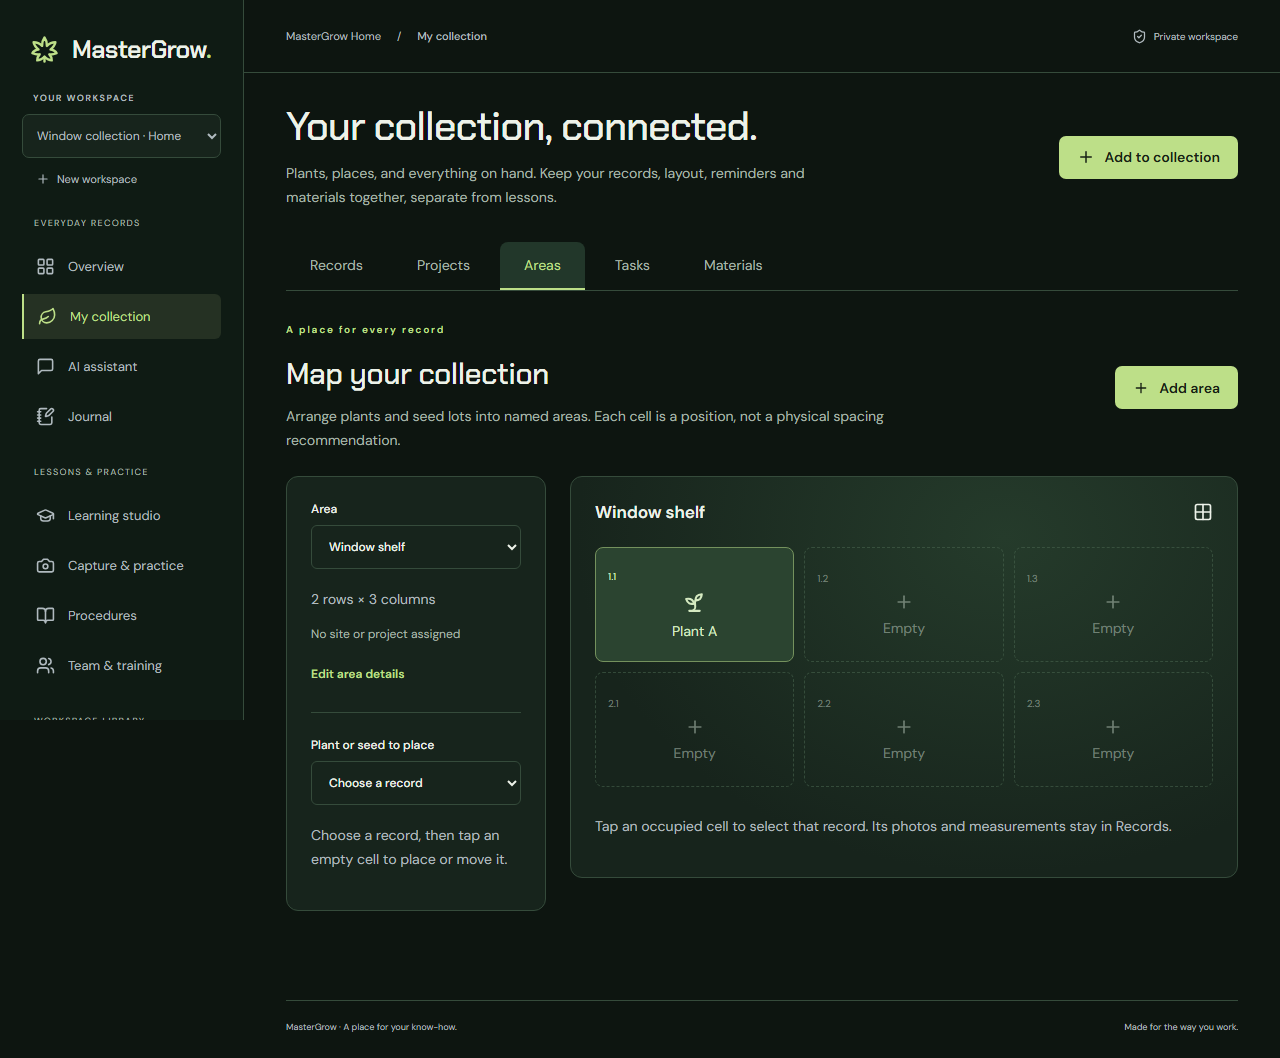 MasterGrow.
YOUR WORKSPACE
Window collection · Home
New workspace
EVERYDAY RECORDS
Overview
My collection
AI assistant
Journal
LESSONS & PRACTICE
Learning studio
Capture & practice
Procedures
Team & training
WORKSPACE LIBRARY
MasterGrow Home / My collection
Private workspace
Your collection, connected.
Plants, places, and everything on hand. Keep your records, layout, reminders and
materials together, separate from lessons.
Add to collection
Records Projects Areas Tasks Materials
A place for every record
Map your collection
Arrange plants and seed lots into named areas. Each cell is a position, not a physical spacing
recommendation.
Add area
Area
Window shelf
2 rows × 3 columns
No site or project assigned
Edit area details
Plant or seed to place
Choose a record
Choose a record, then tap an
empty cell to place or move it.
Window shelf
1.1
Plant A
1.2
Empty
1.3
Empty
2.1
Empty
2.2
Empty
2.3
Empty
Tap an occupied cell to select that record. Its photos and measurements stay in Records.
MasterGrow · A place for your know-how.
Made for the way you work.